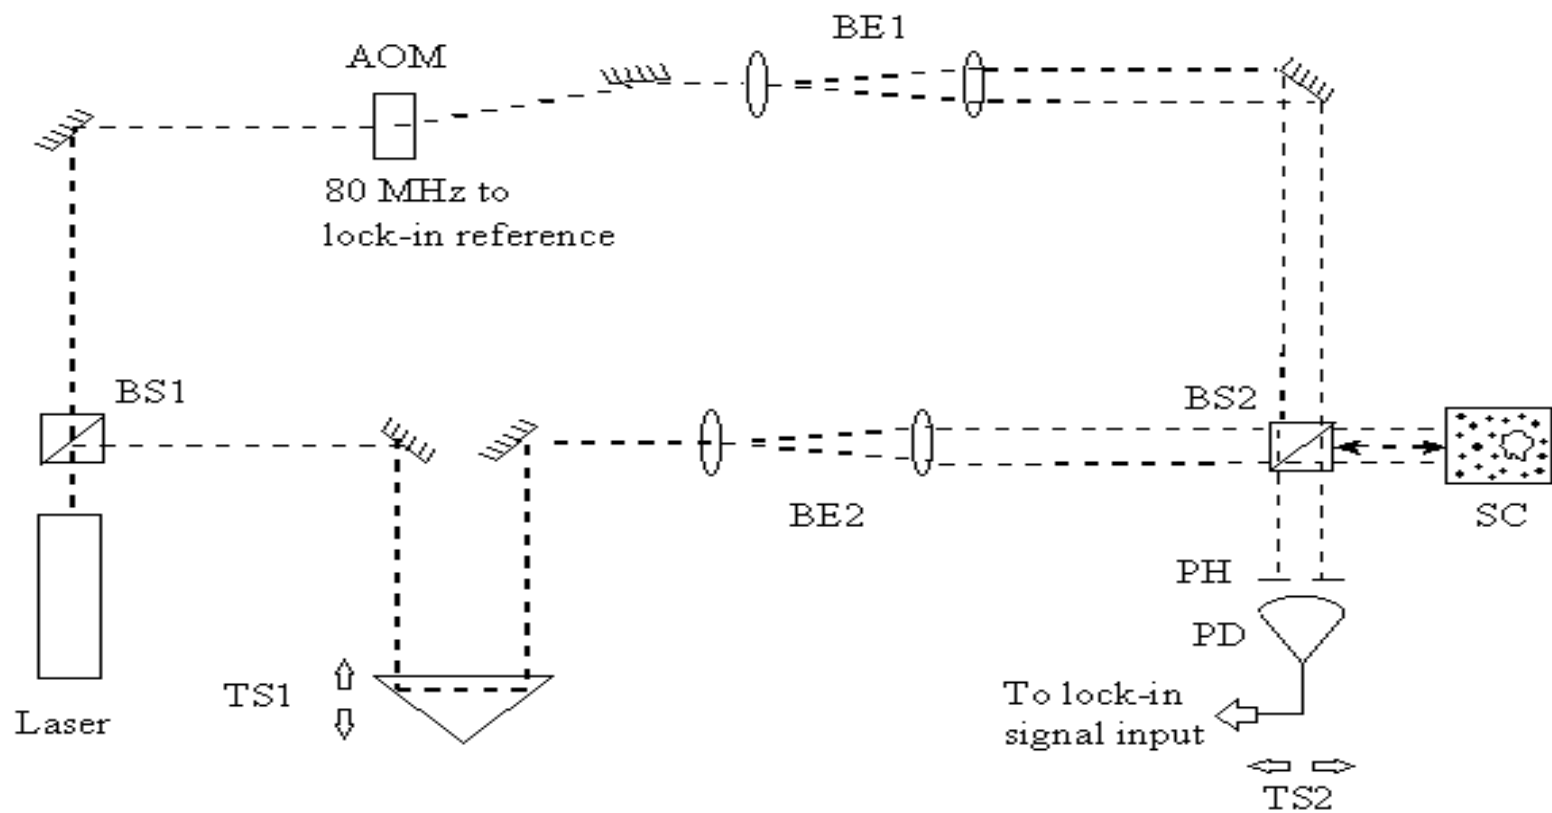 BE1
AOM
80 MHz to
lock-in reference
BS1
BS2
BE2
SC
PH
PD
TS1
To lock-in
signal input
Laser
TS2